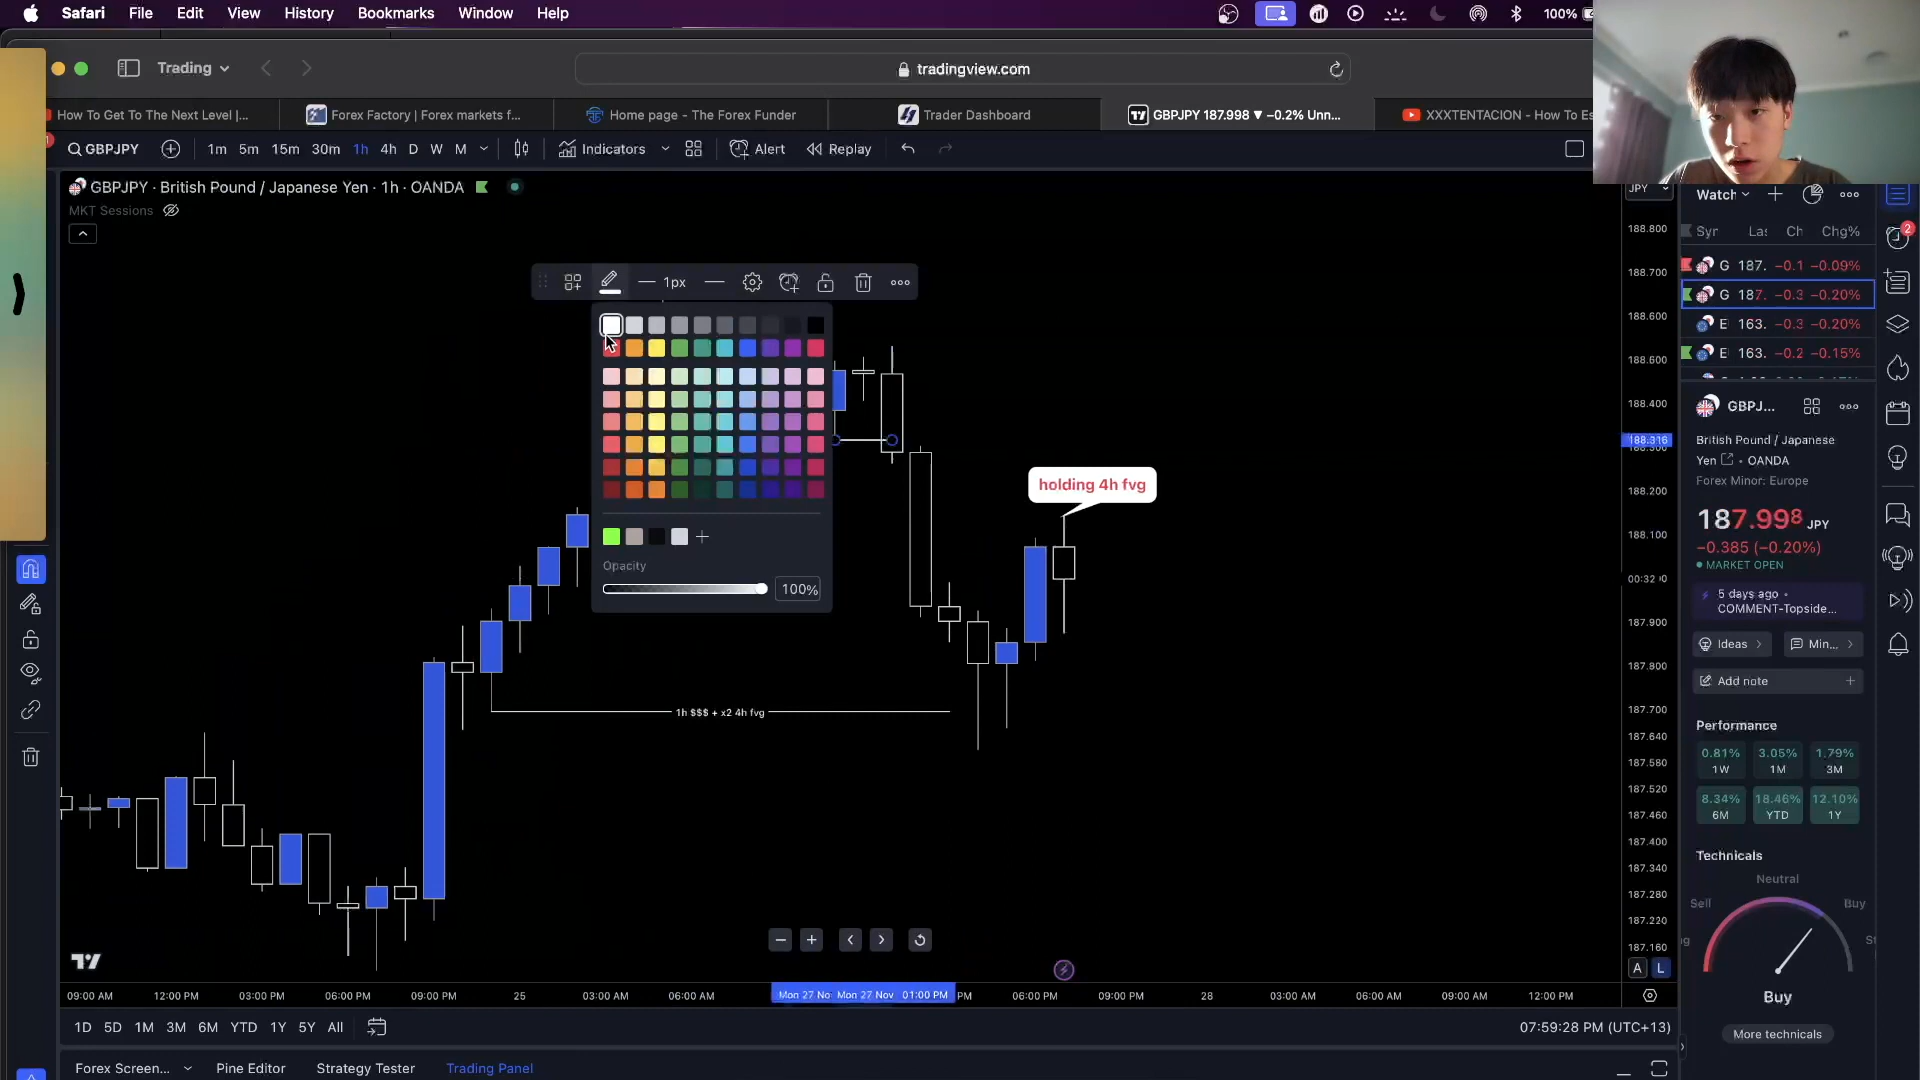 Safari File Edit View History Bookmarks Window Help 100%
Trading tradingview.com
How To Get To The Next Level |...
Forex Factory | Forex markets f...
Home page - The Forex Funder
Trader Dashboard
GBPJPY 187.998 ▼ −0.2% Unn...
XXXTENTACION - How To Es
GBPJPY 1m 5m 15m 30m 1h 4h D W M Indicators Alert Replay
GBPJPY · British Pound / Japanese Yen · 1h · OANDA
MKT Sessions
1px
Opacity
100%
holding 4h fvg
1h $$$ + x2 4h fvg
JPY
188.800
188.700
188.600
188.500
188.400
188.316
188.300
188.200
188.100
00:32
187.900
187.800
187.700
187.640
187.580
187.520
187.460
187.400
187.340
187.280
187.220
187.160
A L
09:00 AM 12:00 PM 03:00 PM 06:00 PM 09:00 PM 25 03:00 AM 06:00 AM Mon 27 No Mon 27 Nov 01:00 PM PM 06:00 PM 09:00 PM 28 03:00 AM 06:00 AM 09:00 AM 12:00 PM
1D 5D 1M 3M 6M YTD 1Y 5Y All
07:59:28 PM (UTC+13)
Forex Screen... Pine Editor Strategy Tester Trading Panel
Watch
Syr Las Ch Chg%
G 187. −0.1 −0.09%
G 187. −0.3 −0.20%
E 163. −0.3 −0.20%
E 163. −0.2 −0.15%
2
GBPJ...
British Pound / Japanese
Yen • OANDA
Forex Minor: Europe
187.998 JPY
−0.385 (−0.20%)
MARKET OPEN
5 days ago •
COMMENT-Topside...
Ideas Min...
Add note
Performance
0.81% 3.05% 1.79%
1W 1M 3M
8.34% 18.46% 12.10%
6M YTD 1Y
Technicals
Neutral
Sell Buy
Buy
More technicals